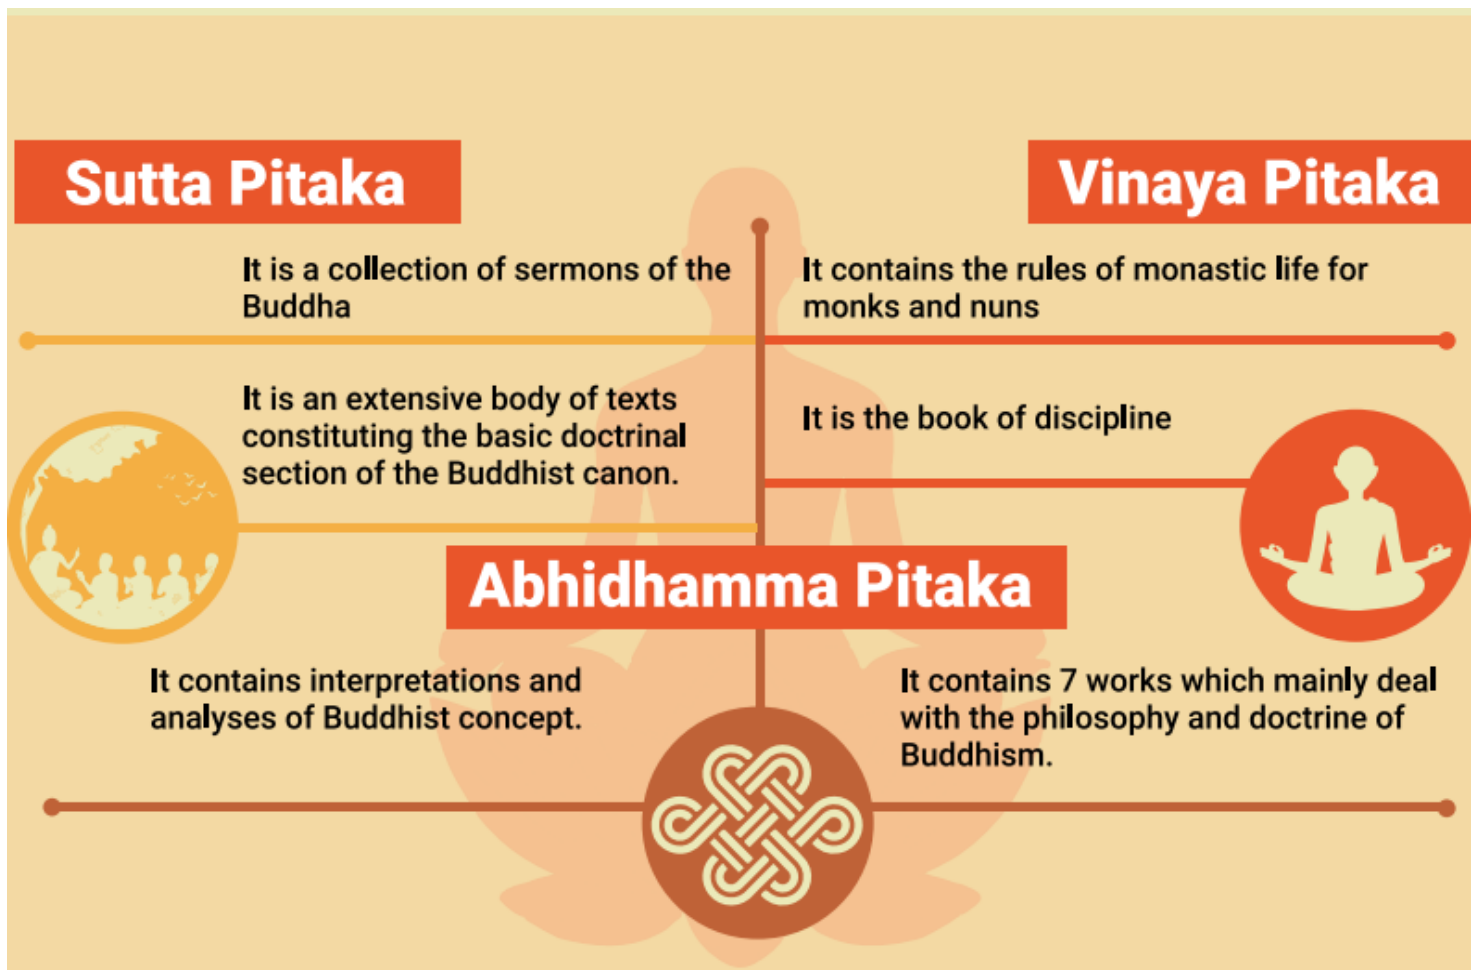 Sutta Pitaka
It is a collection of sermons of the
Buddha
It is an extensive body of texts
constituting the basic doctrinal
section of the Buddhist canon.
Vinaya Pitaka
It contains the rules of monastic life for
monks and nuns
It is the book of discipline
Abhidhamma Pitaka
It contains interpretations and
analyses of Buddhist concept.
It contains 7 works which mainly deal
with the philosophy and doctrine of
Buddhism.